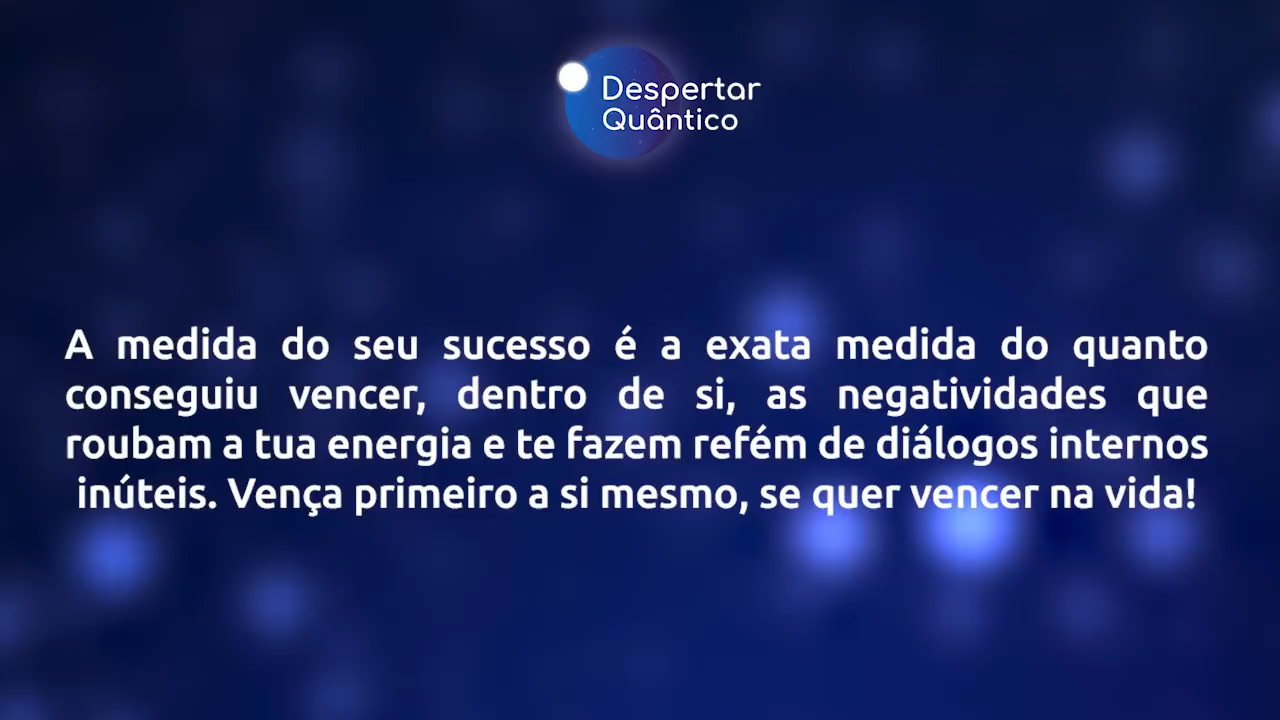 Despertar
Quântico
A medida do seu sucesso é a exata medida do quanto
conseguiu vencer, dentro de si, as negatividades que
roubam a tua energia e te fazem refém de diálogos internos
inúteis. Vença primeiro a si mesmo, se quer vencer na vida!